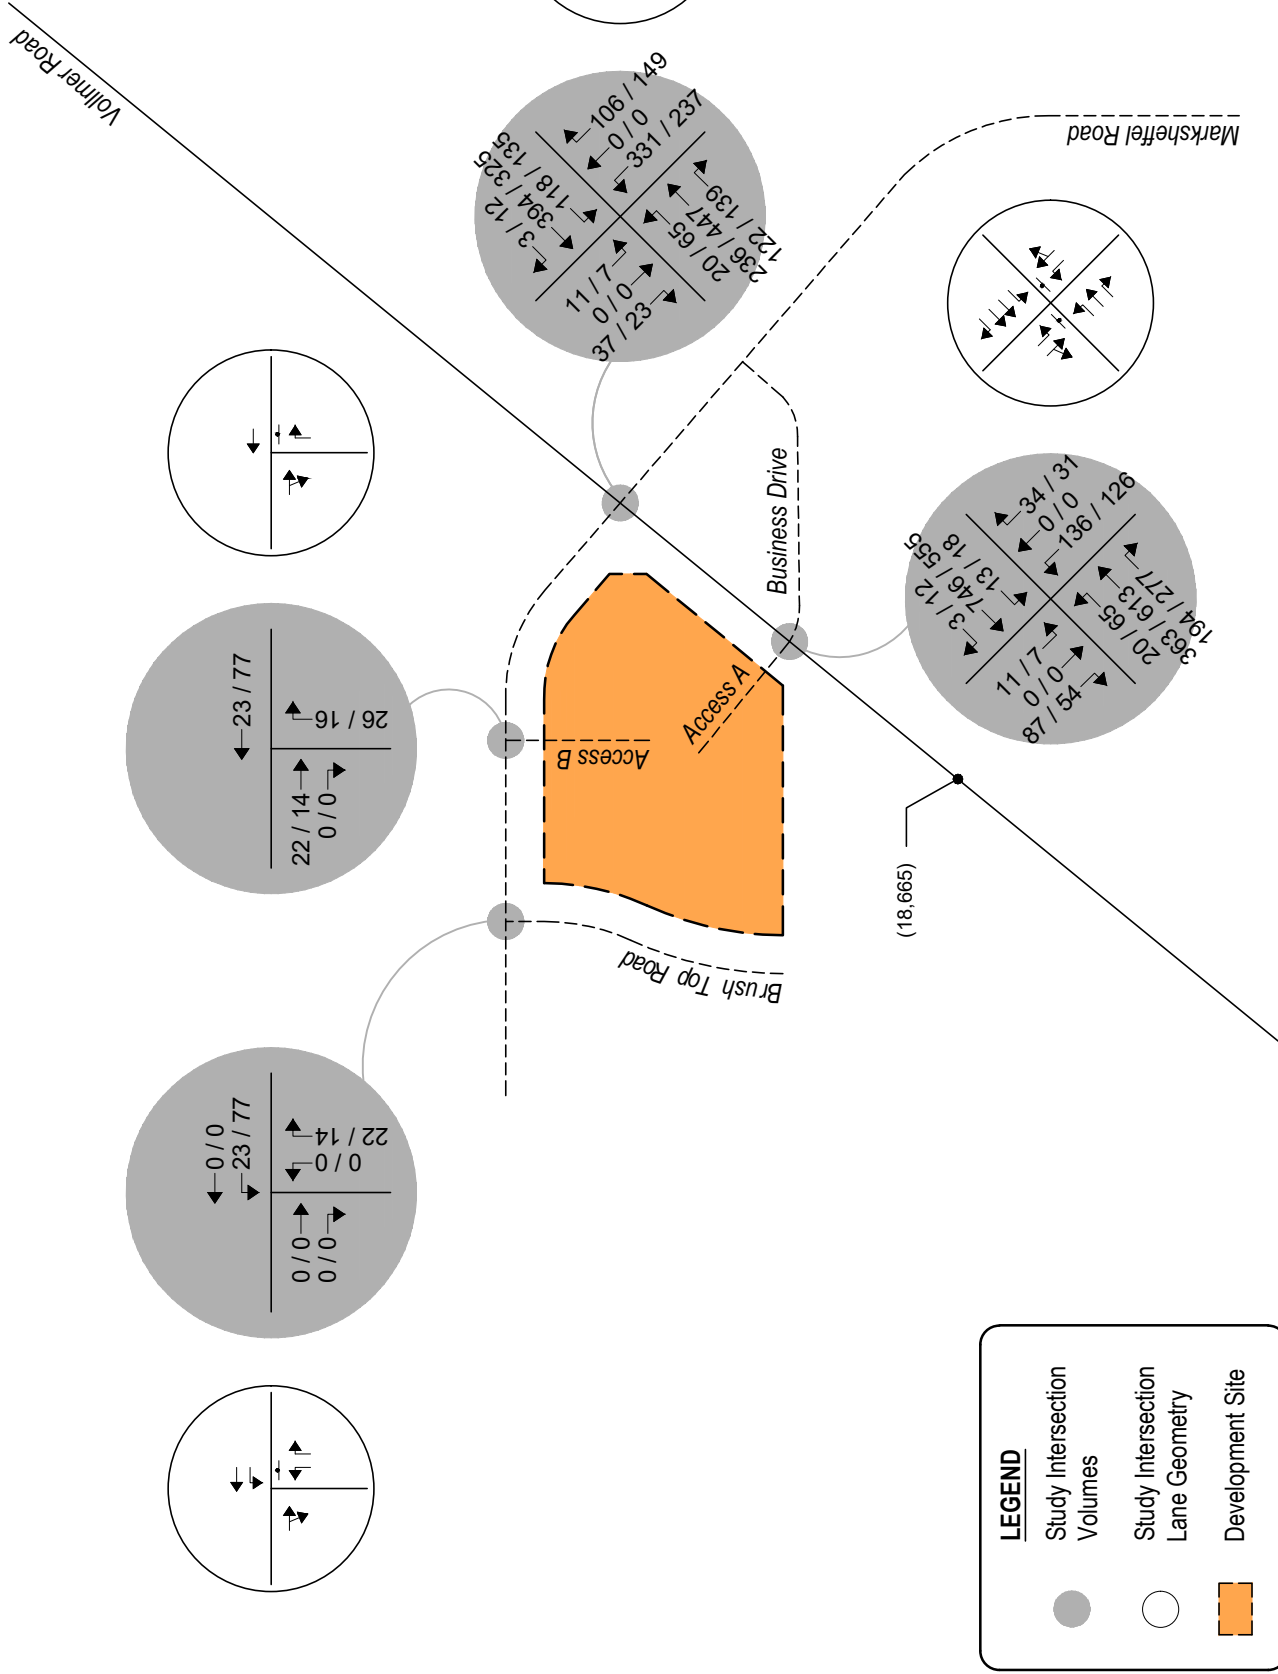 Vollmer Road
106 / 149
0 / 0
331 / 237
3 / 12
394 / 325
118 / 135
11 / 7
0 / 0
37 / 23
20 / 65
236 / 447
122 / 139
Marksheffel Road
Business Drive
Access A
Access B
Brush Top Road
(18,665)
23 / 77
22 / 14
0 / 0
26 / 16
0 / 0
23 / 77
0 / 0
0 / 0
0 / 0
22 / 14
3 / 12
746 / 555
13 / 18
34 / 31
0 / 0
136 / 126
11 / 7
0 / 0
87 / 54
20 / 65
363 / 613
194 / 277
LEGEND
Study Intersection
Volumes
Study Intersection
Lane Geometry
Development Site